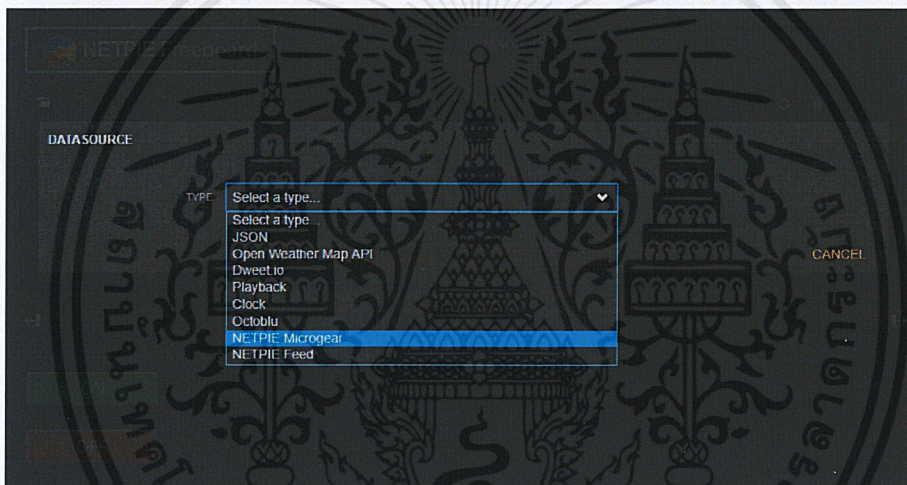 NETPIE Freeboard
DATASOURCE
TYPE
Select a type...
Select a type...
JSON
Open Weather Map API
Dweet.io
Playback
Clock
Octoblu
NETPIE Microgear
NETPIE Feed
CANCEL